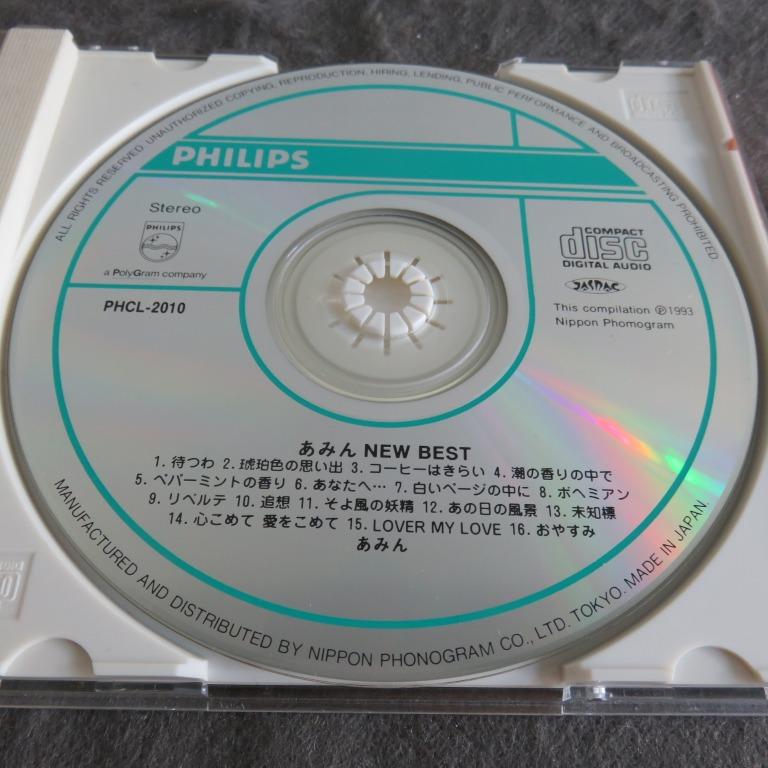 ALL RIGHTS RESERVED UNAUTHORIZED COPYING, REPRODUCTION, HIRING, LENDING, PUBLIC PERFORMANCE AND BROADCASTING PROHIBITED
PHILIPS
Stereo
PHILIPS
a PolyGram company
PHCL-2010
COMPACT
disc
DIGITAL AUDIO
JASRAC
This compilation Ⓟ1993
Nippon Phomogram
あみん NEW BEST
1. 待つわ 2. 琥珀色の思い出 3. コーヒーはきらい 4. 潮の香りの中で
5. ペパーミントの香り 6. あなたへ… 7. 白いページの中に 8. ボヘミアン
9. リベルテ 10. 追想 11. そよ風の妖精 12. あの日の風景 13. 未知標
14. 心こめて 愛をこめて 15. LOVER MY LOVE 16. おやすみ
あみん
MANUFACTURED AND DISTRIBUTED BY NIPPON PHONOGRAM CO., LTD. TOKYO. MADE IN JAPAN.